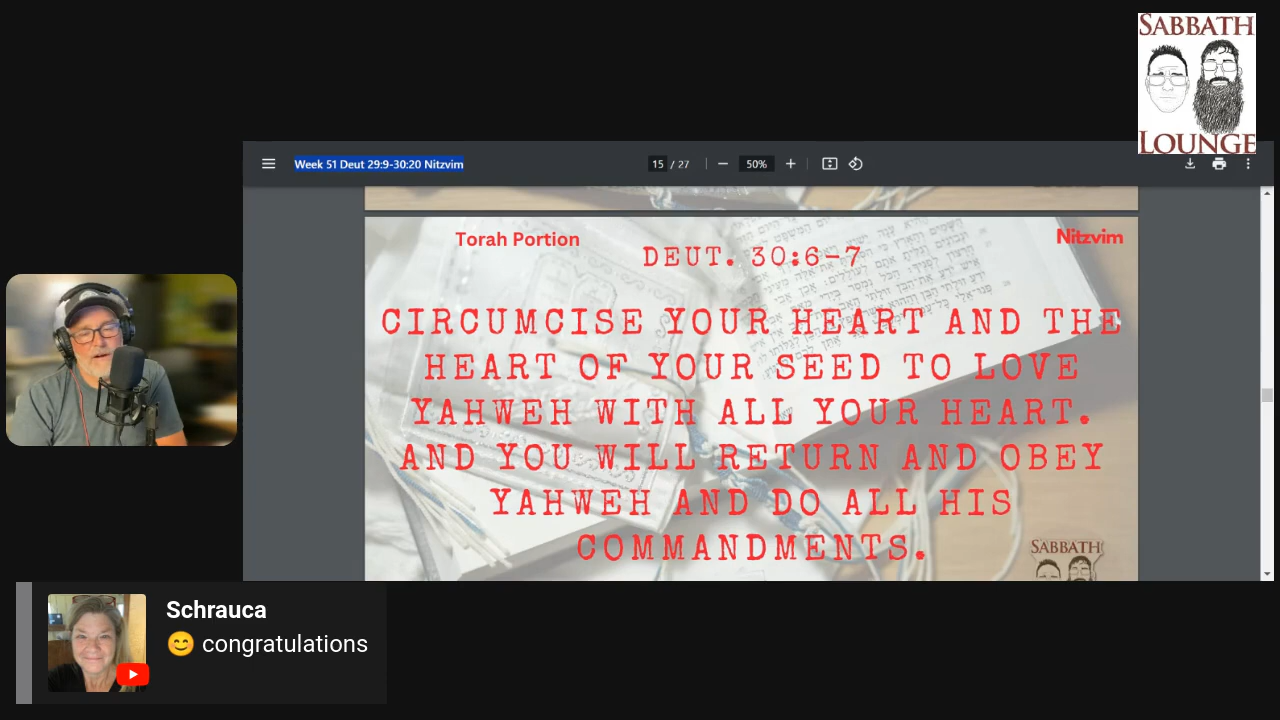 SABBATH
LOUNGE
Week 51 Deut 29:9-30:20 Nitzvim
15 / 27
50%
Torah Portion
Nitzvim
DEUT. 30:6-7
CIRCUMCISE YOUR HEART AND THE
HEART OF YOUR SEED TO LOVE
YAHWEH WITH ALL YOUR HEART.
AND YOU WILL RETURN AND OBEY
YAHWEH AND DO ALL HIS
COMMANDMENTS.
SABBATH
Schrauca
😊 congratulations